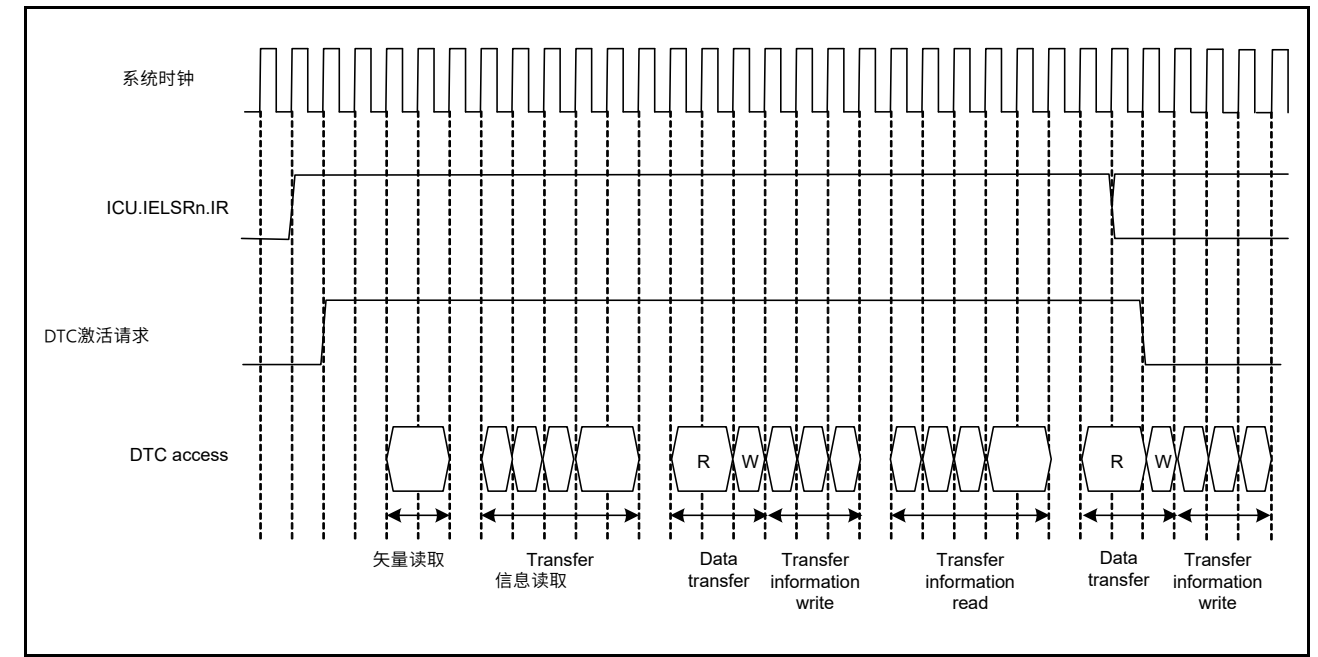 系统时钟
ICU.IELSRn.IR
DTC激活请求
DTC access
R
W
R
W
矢量读取
Transfer
信息读取
Data
transfer
Transfer
information
write
Transfer
information
read
Data
transfer
Transfer
information
write